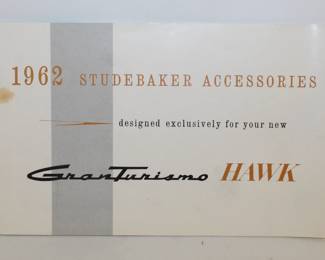 1962 STUDEBAKER ACCESSORIES
designed exclusively for your new
GranTurismo HAWK